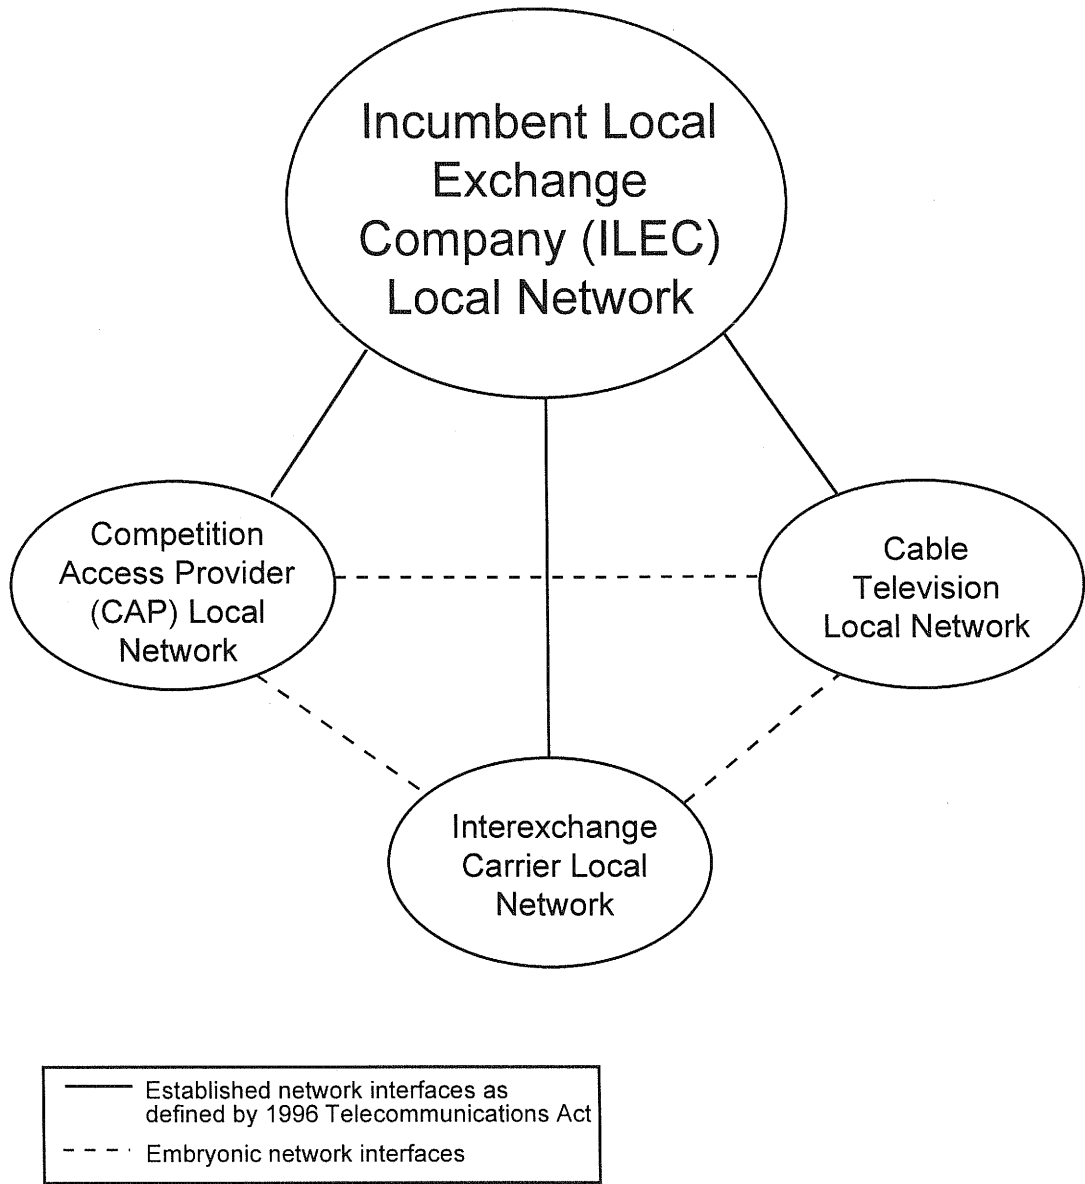 Incumbent Local
Exchange
Company (ILEC)
Local Network
Competition
Access Provider
(CAP) Local
Network
Cable
Television
Local Network
Interexchange
Carrier Local
Network
Established network interfaces as
defined by 1996 Telecommunications Act
Embryonic network interfaces